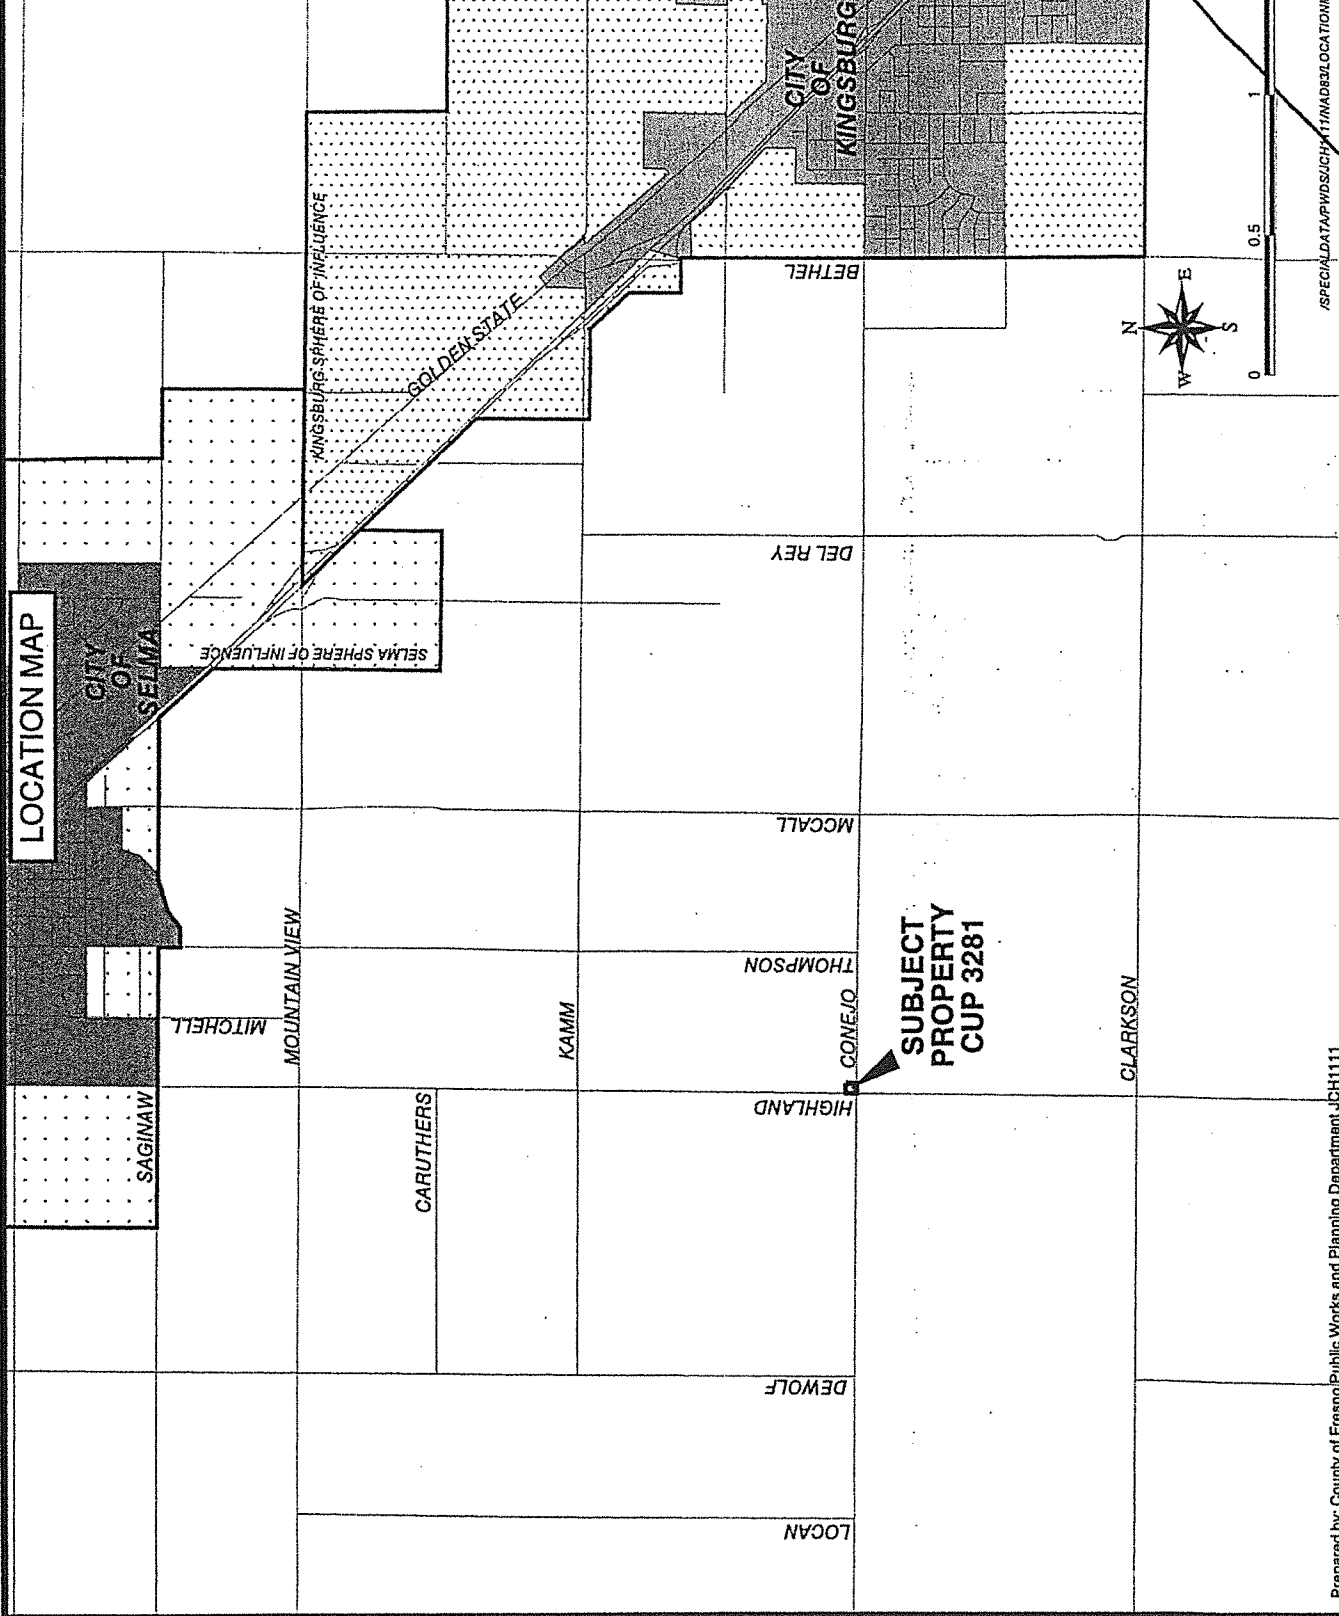 LOCATION MAP
CITY
OF
SELMA
CITY
OF
KINGSBURG
KINGSBURG SPHERE OF INFLUENCE
GOLDEN STATE
SELMA SPHERE OF INFLUENCE
BETHEL
DEL REY
MCCALL
THOMPSON
MITCHELL
MOUNTAIN VIEW
KAMM
CONEJO
SUBJECT
PROPERTY
CUP 3281
CLARKSON
HIGHLAND
SAGINAW
CARUTHERS
DEWOLF
LOCAN
N
E
S
W
0
0.5
1
Prepared by: County of Fresno Public Works and Planning Department JCH1111